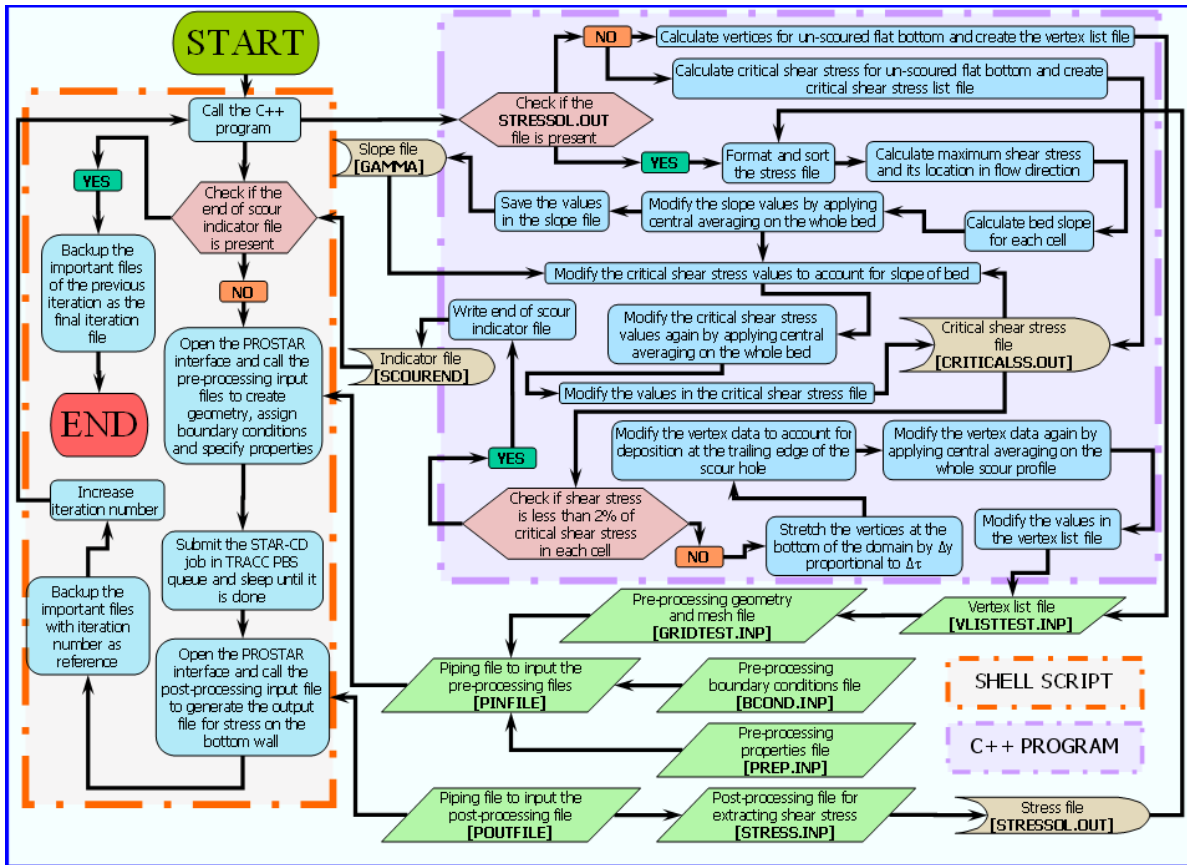 START
Call the C++
program
YES
Check if the
end of scour
indicator file
is present
Backup the
important files
of the previous
iteration as the
final iteration
file
END
NO
Open the PROSTAR
interface and call the
pre-processing input
files to create
geometry, assign
boundary conditions
and specify properties
Increase
iteration number
Submit the STAR-CD
job in TRACC PBS
queue and sleep until it
is done
Backup the
important files
with iteration
number as
reference
Open the PROSTAR
interface and call the
post-processing input file
to generate the output
file for stress on the
bottom wall
NO
Calculate vertices for un-scoured flat bottom and create the vertex list file
Calculate critical shear stress for un-scoured flat bottom and create
critical shear stress list file
Check if the
STRESSOL.OUT
file is present
YES
Format and sort
the stress file
Calculate maximum shear stress
and its location in flow direction
Slope file
[GAMMA]
Save the values
in the slope file
Modify the slope values by applying
central averaging on the whole bed
Calculate bed slope
for each cell
Modify the critical shear stress values to account for slope of bed
Write end of scour
indicator file
Modify the critical shear stress
values again by applying central
averaging on the whole bed
Critical shear stress
file
[CRITICALSS.OUT]
Indicator file
[SCOUREND]
Modify the values in the critical shear stress file
YES
Modify the vertex data to account for
deposition at the trailing edge of the
scour hole
Modify the vertex data again by
applying central averaging on the
whole scour profile
Check if shear stress
is less than 2% of
critical shear stress
in each cell
NO
Stretch the vertices at the
bottom of the domain by Δy
proportional to Δτ
Modify the values in
the vertex list file
Pre-processing geometry
and mesh file
[GRIDTEST.INP]
Vertex list file
[VLISTTEST.INP]
Piping file to input the
pre-processing files
[PINFILE]
Pre-processing
boundary conditions file
[BCOND.INP]
Pre-processing
properties file
[PREP.INP]
SHELL SCRIPT
C++ PROGRAM
Piping file to input the
post-processing file
[POUTFILE]
Post-processing file for
extracting shear stress
[STRESS.INP]
Stress file
[STRESSOL.OUT]